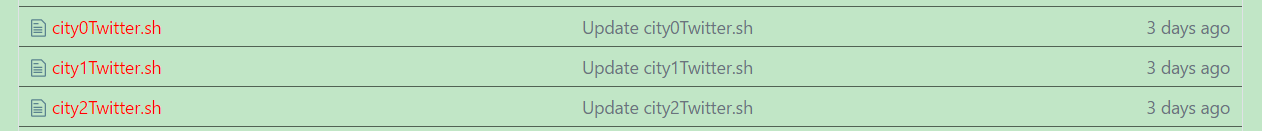 city0Twitter.sh Update city0Twitter.sh 3 days ago
city1Twitter.sh Update city1Twitter.sh 3 days ago
city2Twitter.sh Update city2Twitter.sh 3 days ago